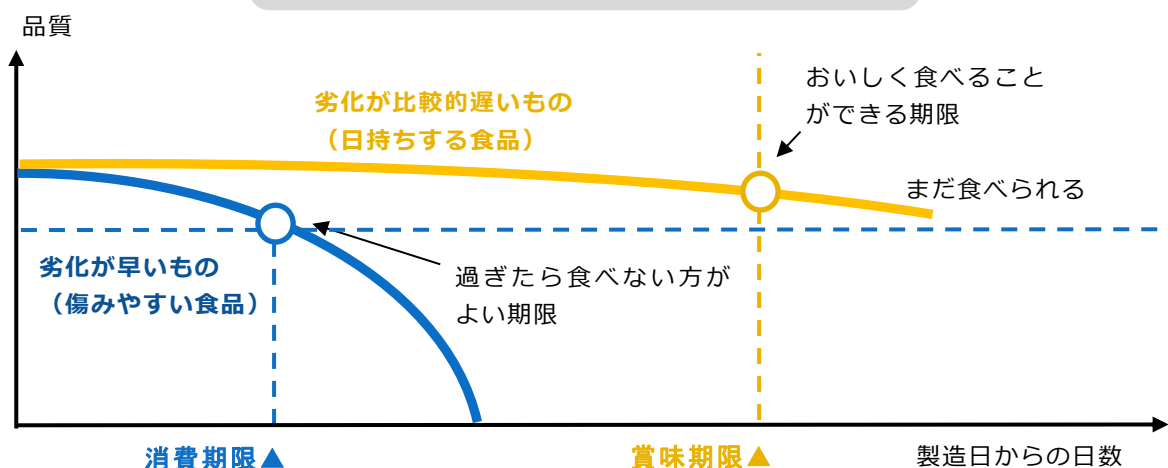 品質
おいしく食べること
ができる期限
劣化が比較的遅いもの
（日持ちする食品）
まだ食べられる
劣化が早いもの
（傷みやすい食品）
過ぎたら食べない方が
よい期限
消費期限▲
賞味期限▲
製造日からの日数